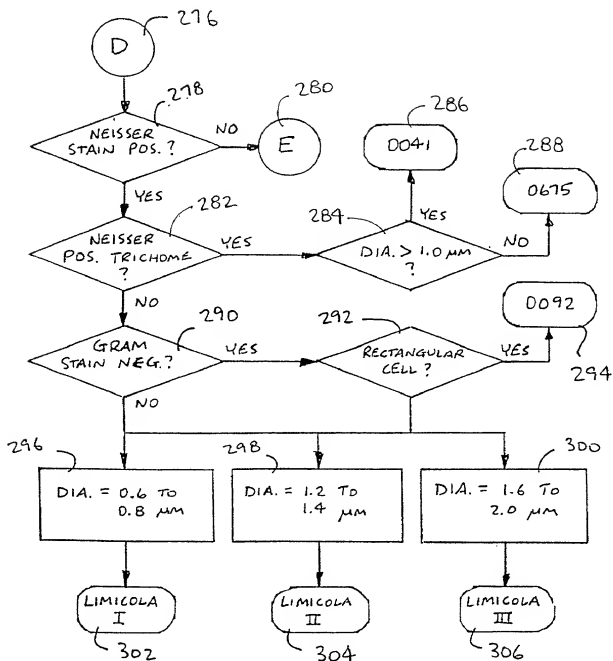 276
D
278
280
286
NEISSER
STAIN POS.?
NO
E
0041
288
YES
282
284
YES
0675
NEISSER
POS. TRICHOME
?
YES
DIA. > 1.0 µM
?
NO
NO
290
292
0092
GRAM
STAIN NEG.?
YES
RECTANGULAR
CELL?
YES
294
NO
296
298
300
DIA. = 0.6 TO
0.8 µM
DIA. = 1.2 TO
1.4 µM
DIA. = 1.6 TO
2.0 µM
LIMICOLA
I
LIMICOLA
II
LIMICOLA
III
302
304
306